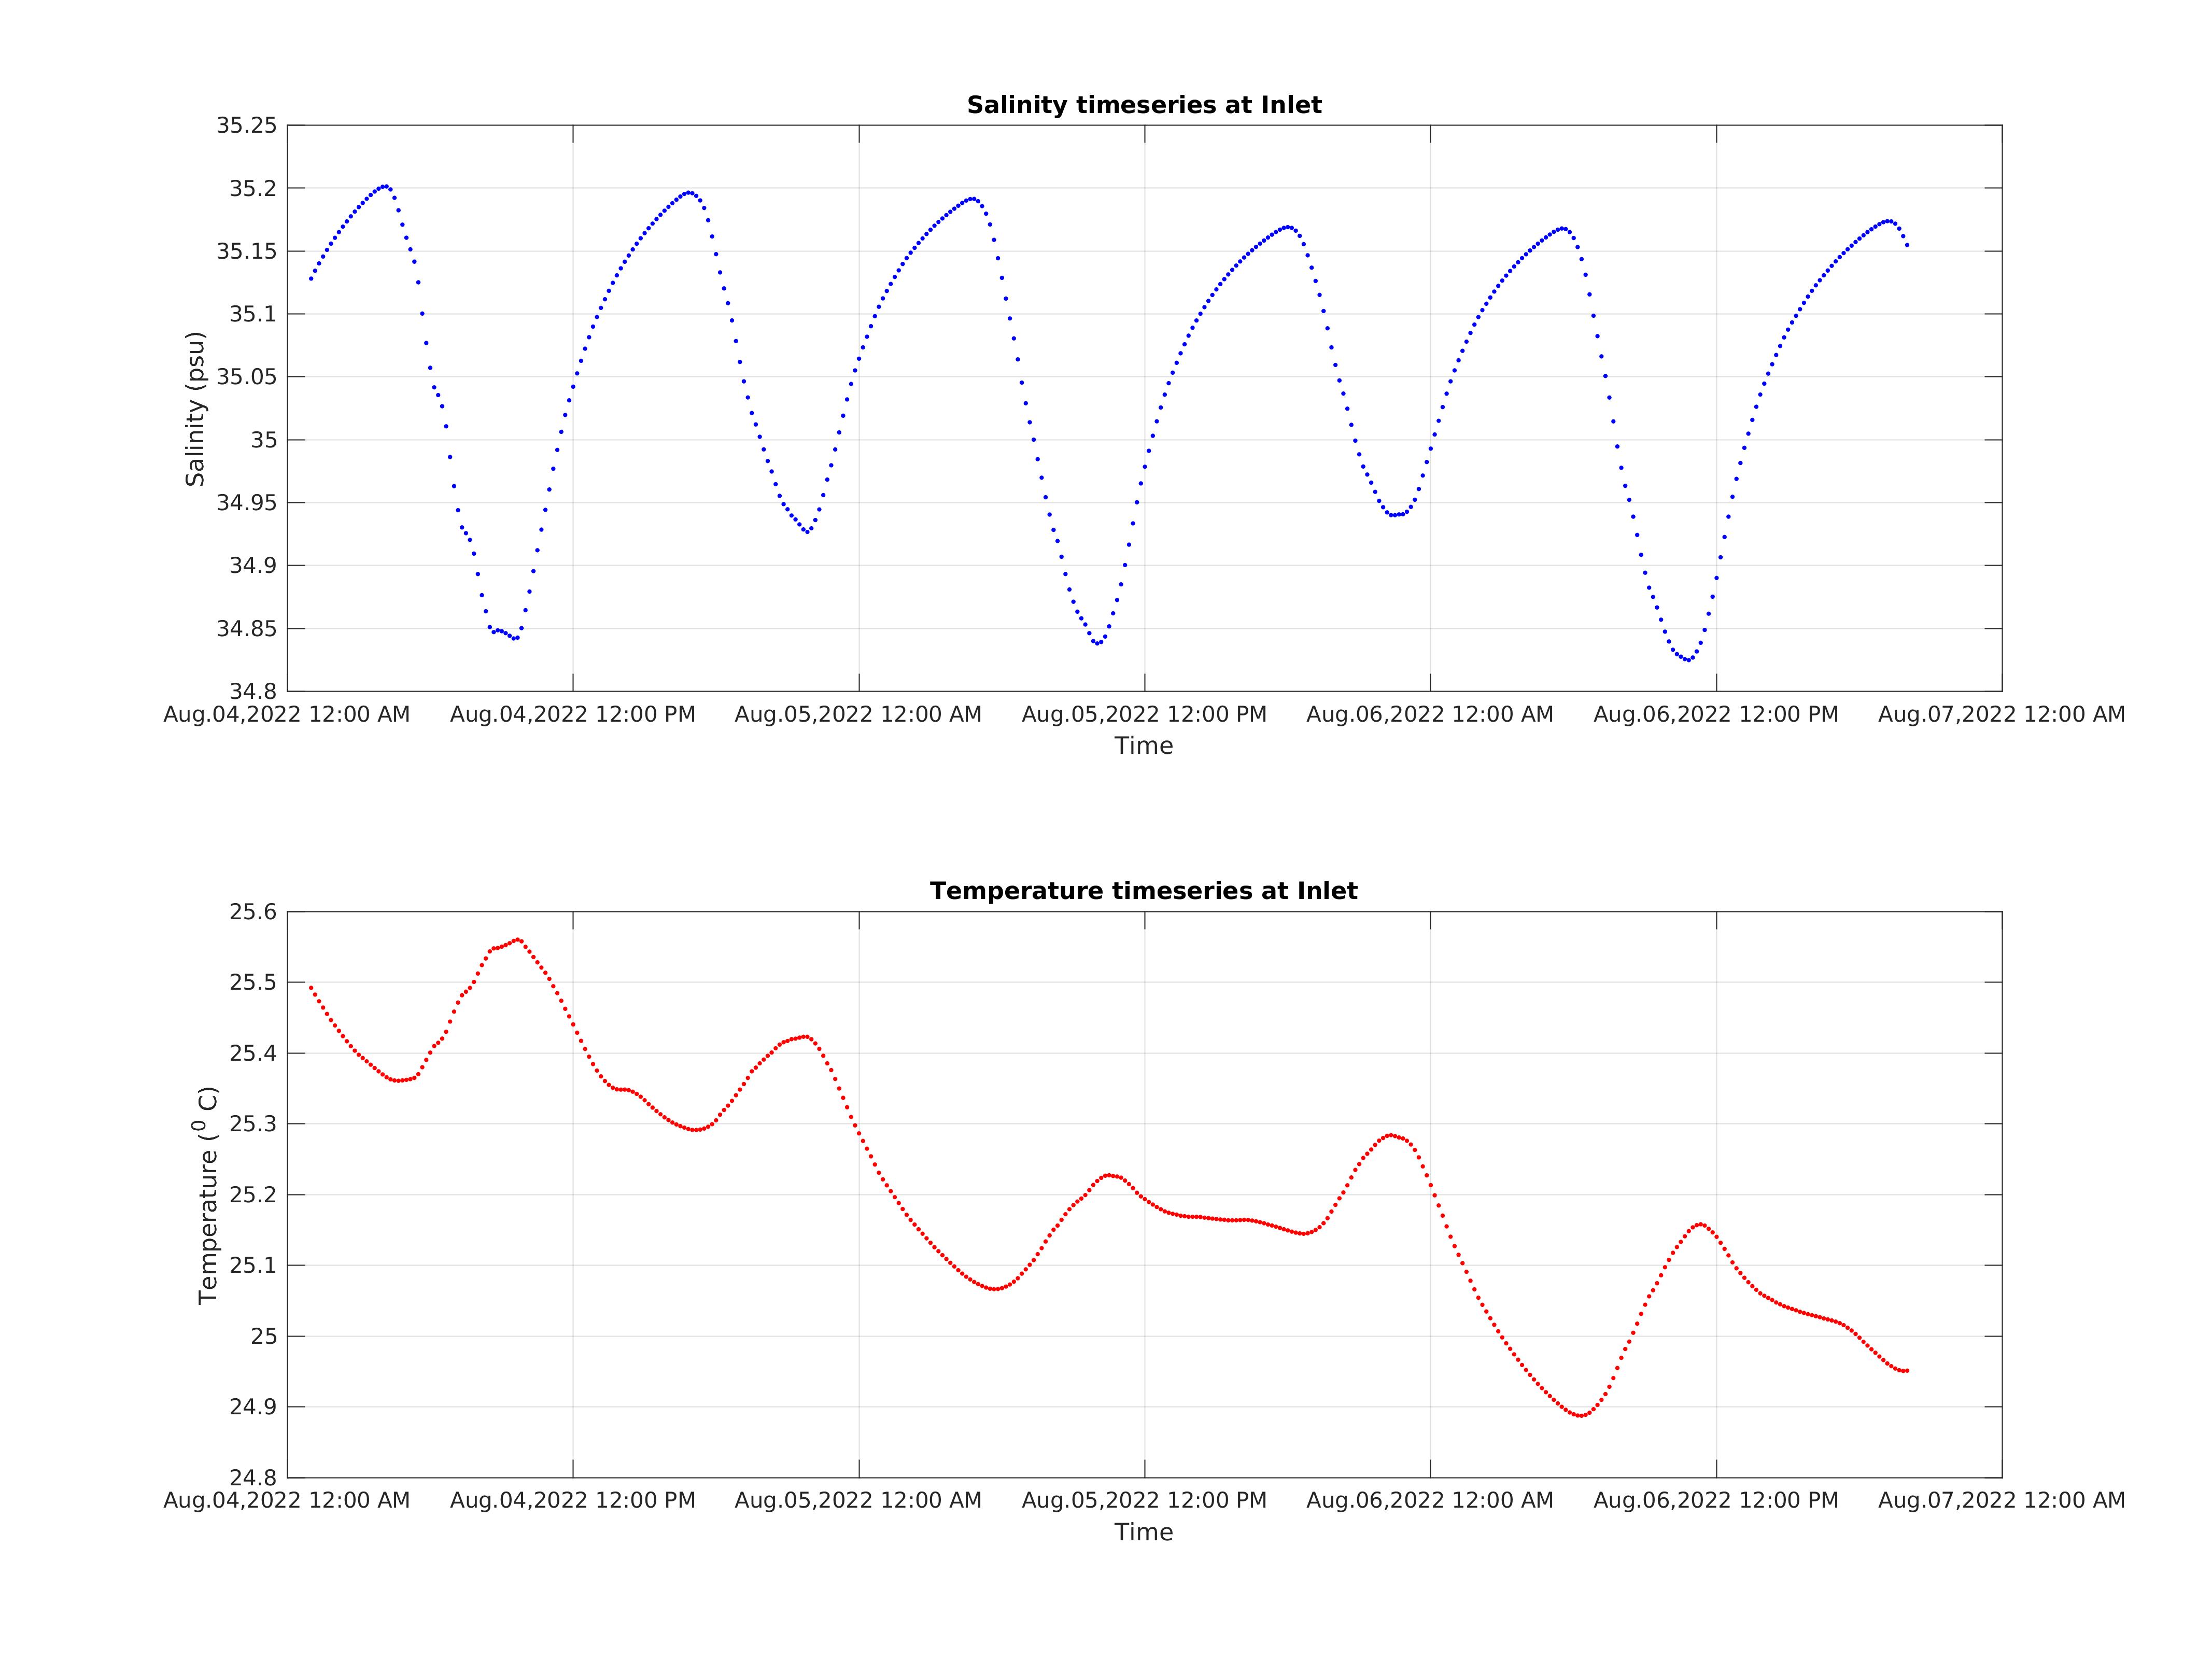 Salinity timeseries at Inlet
35.25
35.2
35.15
35.1
35.05
35
34.95
34.9
34.85
34.8
Salinity (psu)
Aug.04,2022 12:00 AM Aug.04,2022 12:00 PM Aug.05,2022 12:00 AM Aug.05,2022 12:00 PM Aug.06,2022 12:00 AM Aug.06,2022 12:00 PM Aug.07,2022 12:00 AM
Time
Temperature timeseries at Inlet
25.6
25.5
25.4
25.3
25.2
25.1
25
24.9
24.8
Temperature (⁰ C)
Aug.04,2022 12:00 AM Aug.04,2022 12:00 PM Aug.05,2022 12:00 AM Aug.05,2022 12:00 PM Aug.06,2022 12:00 AM Aug.06,2022 12:00 PM Aug.07,2022 12:00 AM
Time